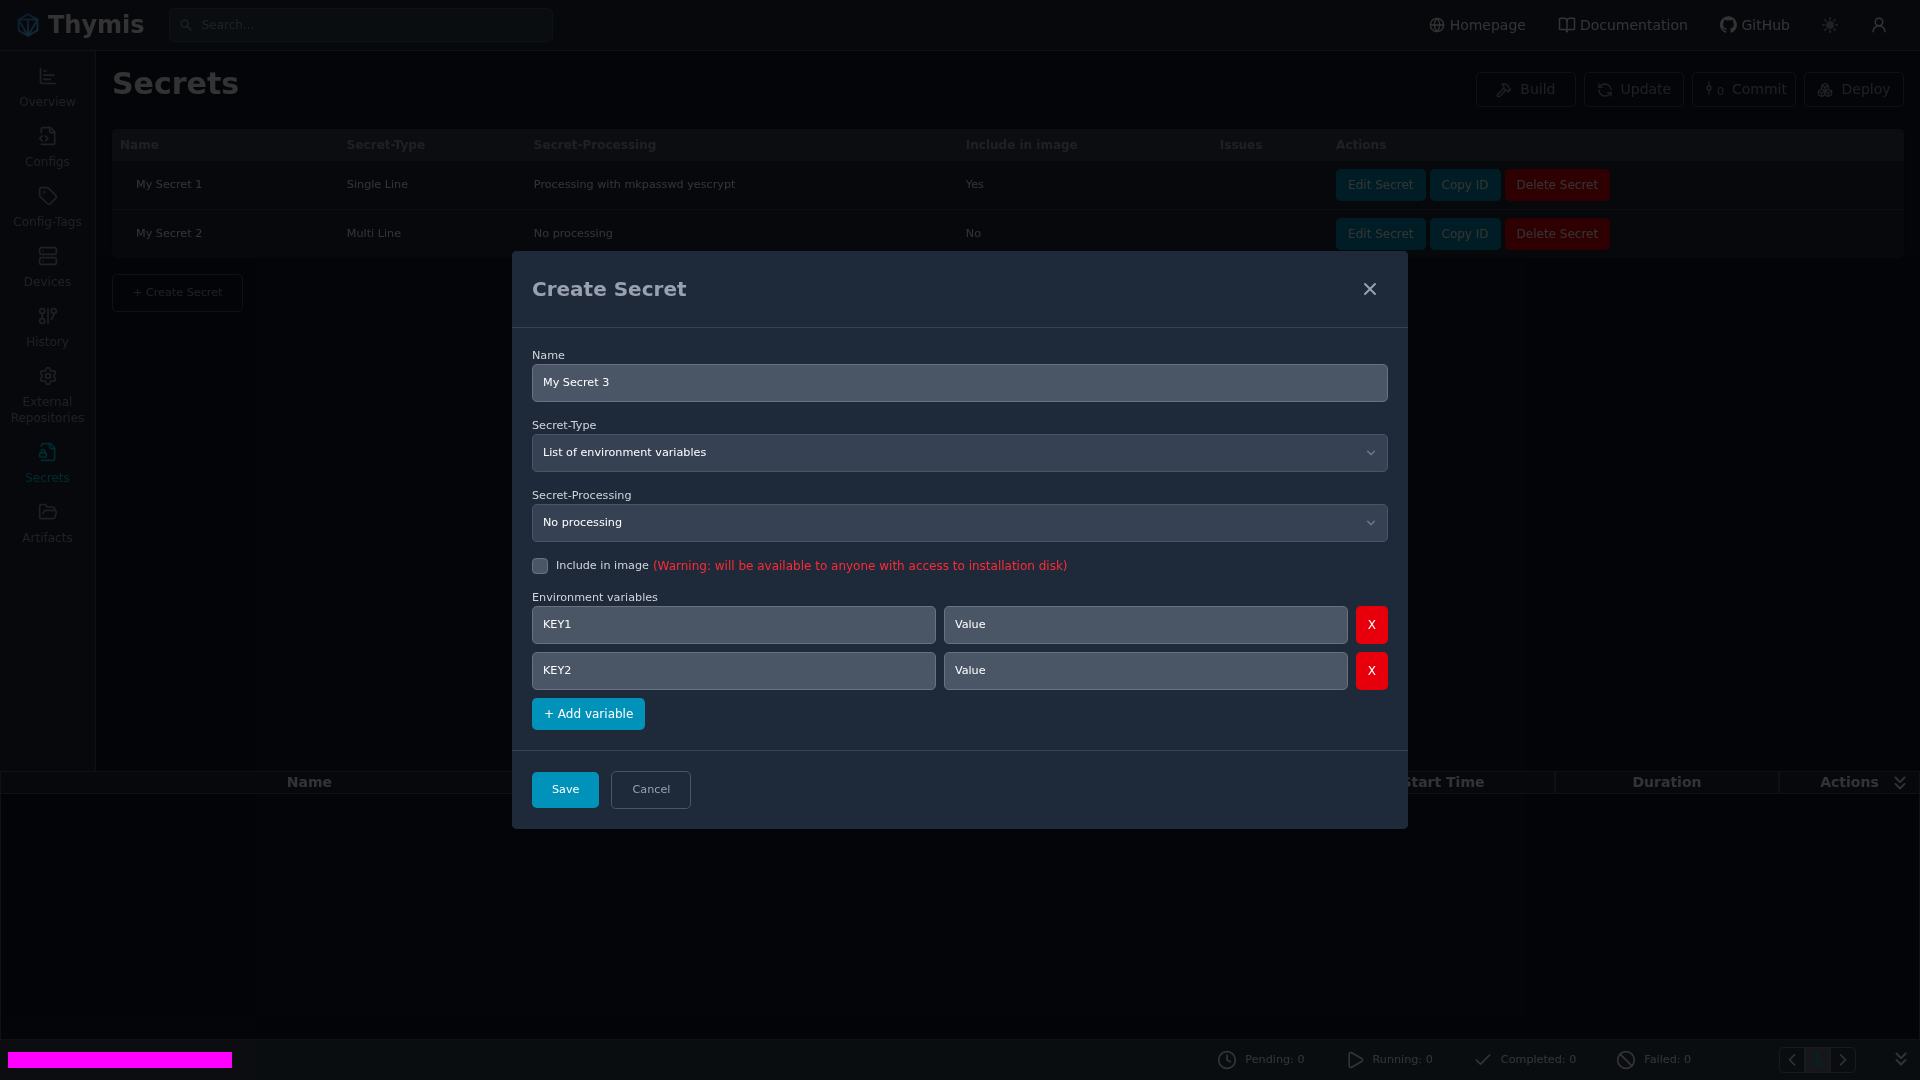 Thymis
Search...
Homepage
Documentation
GitHub
Overview
Configs
Config-Tags
Devices
History
External
Repositories
Secrets
Artifacts
Secrets
Build
Update
0 Commit
Deploy
Name Secret-Type Secret-Processing Include in image Issues Actions
My Secret 1 Single Line Processing with mkpasswd yescrypt Yes Edit Secret Copy ID Delete Secret
My Secret 2 Multi Line No processing No Edit Secret Copy ID Delete Secret
+ Create Secret
Create Secret
Name
My Secret 3
Secret-Type
List of environment variables
Secret-Processing
No processing
Include in image (Warning: will be available to anyone with access to installation disk)
Environment variables
KEY1 Value X
KEY2 Value X
+ Add variable
Save Cancel
Name Start Time Duration Actions
Pending: 0 Running: 0 Completed: 0 Failed: 0